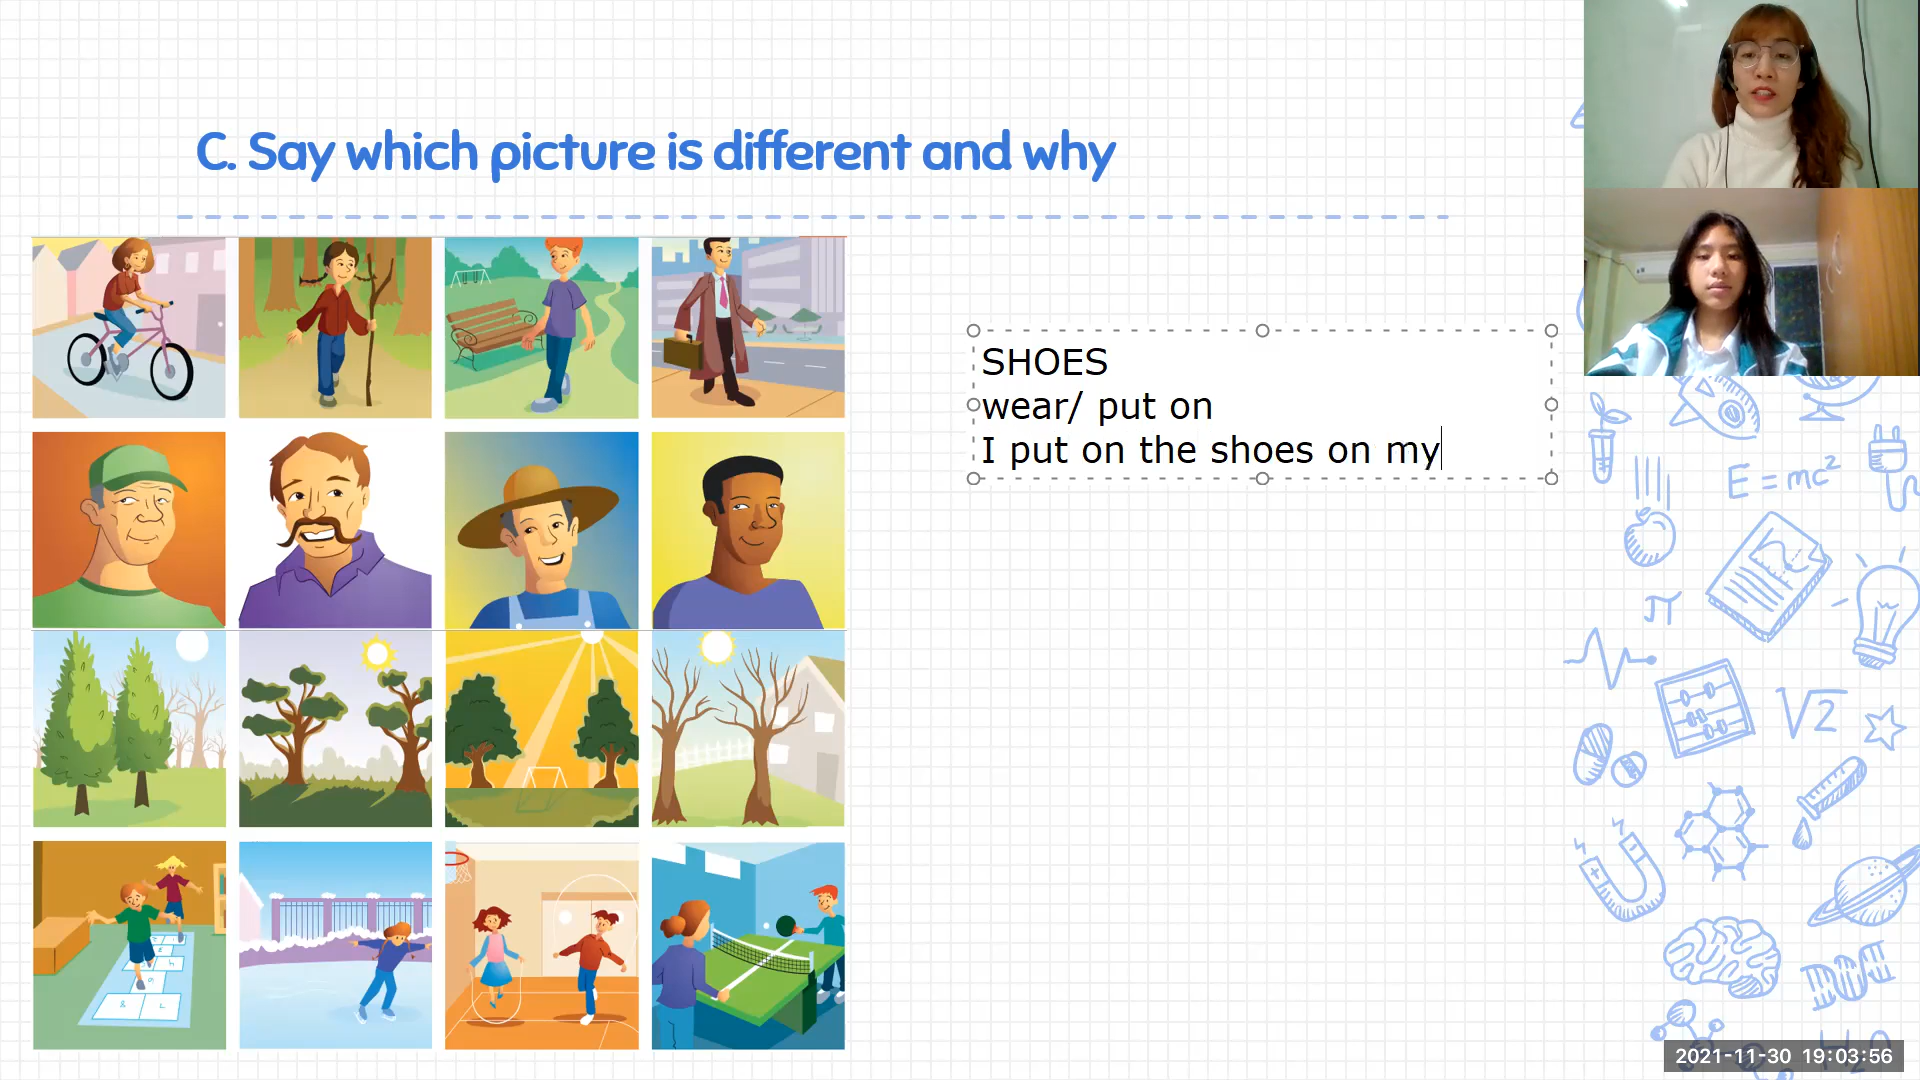 C. Say which picture is different and why
SHOES
wear/ put on
I put on the shoes on my
E = mc²
π
√2
H₂O
2021-11-30 19:03:56